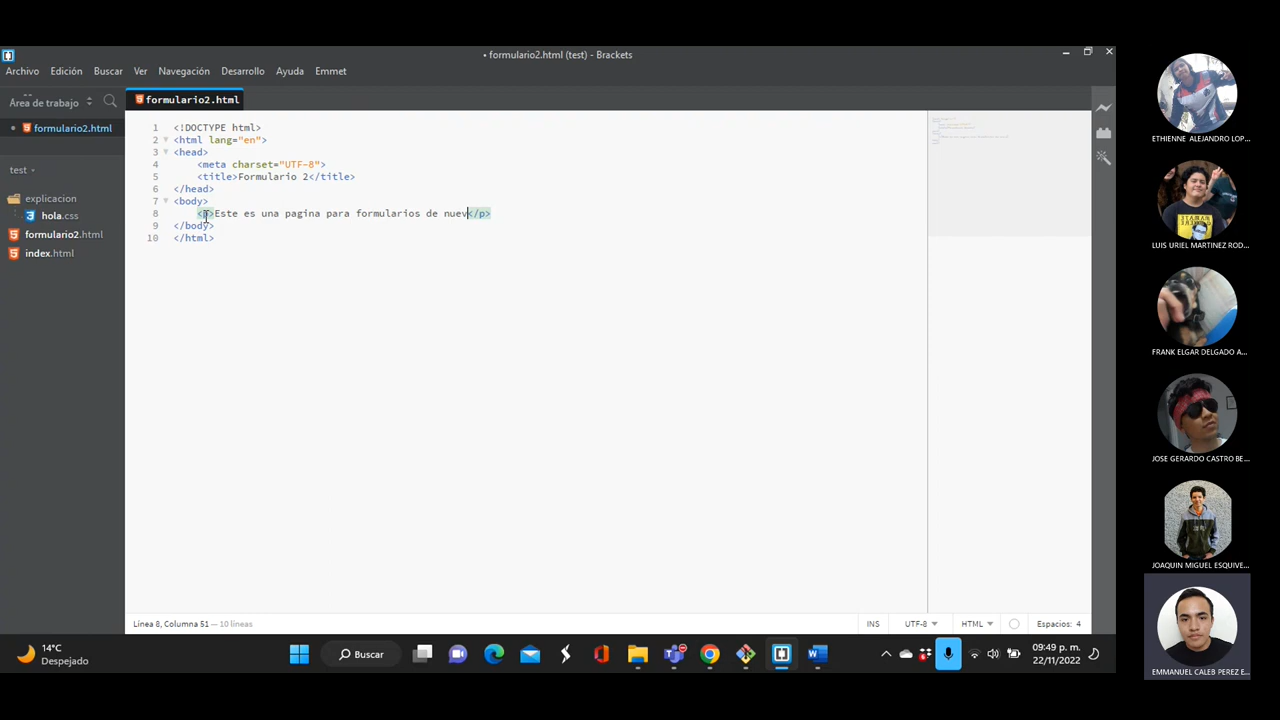 • formulario2.html (test) - Brackets
Archivo Edición Buscar Ver Navegación Desarrollo Ayuda Emmet
Área de trabajo
formulario2.html
• formulario2.html
test
explicacion
hola.css
formulario2.html
index.html
1 <!DOCTYPE html>
2 <html lang="en">
3 <head>
4 <meta charset="UTF-8">
5 <title>Formulario 2</title>
6 </head>
7 <body>
8 <p>Este es una pagina para formularios de nuev</p>
9 </body>
10 </html>
Línea 8, Columna 51 — 10 líneas
INS UTF-8 HTML Espacios: 4
14°C
Despejado
Buscar
09:49 p. m.
22/11/2022
ETHIENNE ALEJANDRO LOP...
LUIS URIEL MARTINEZ ROD...
FRANK ELGAR DELGADO A...
JOSE GERARDO CASTRO BE...
JOAQUIN MIGUEL ESQUIVE...
EMMANUEL CALEB PEREZ E...